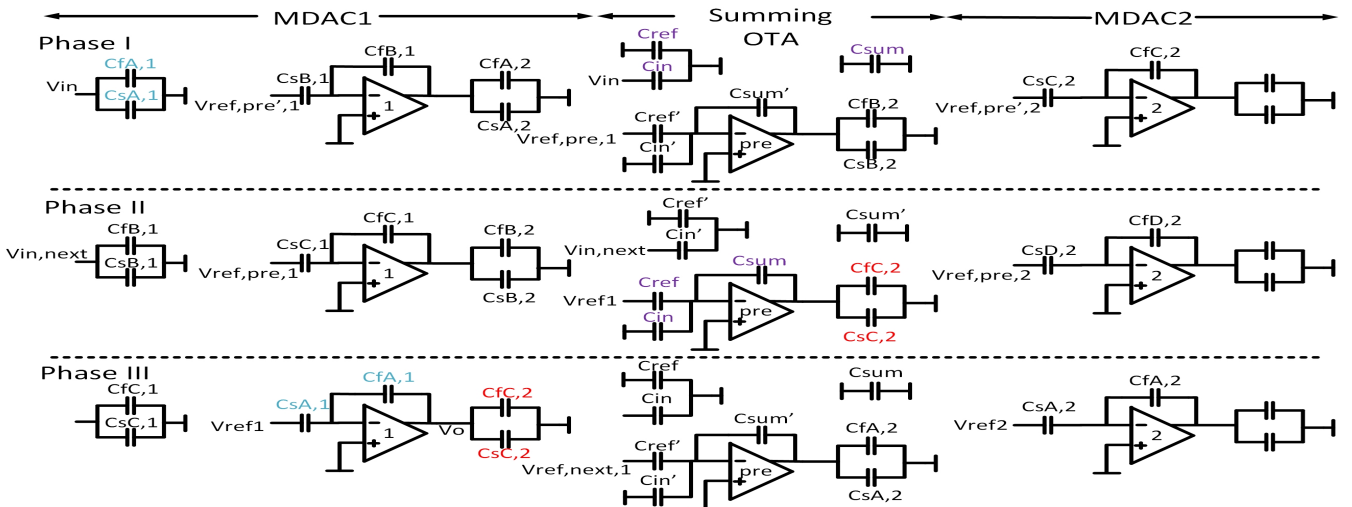 MDAC1
Summing
OTA
MDAC2
Phase I
CfA,1
Vin
CsA,1
CfB,1
CsB,1
Vref,pre',1
1
CfA,2
CsA,2
Cref
Cin
Vin
Csum
Csum'
Cref'
Vref,pre,1
Cin'
pre
CfB,2
CsB,2
CfC,2
CsC,2
Vref,pre',2
2
Phase II
CfB,1
Vin,next
CsB,1
CfC,1
CsC,1
Vref,pre,1
1
CfB,2
CsB,2
Cref'
Cin'
Vin,next
Csum'
Csum
Cref
Vref1
Cin
pre
CfC,2
CsC,2
CfD,2
CsD,2
Vref,pre,2
2
Phase III
CfC,1
CsC,1
CfA,1
CsA,1
Vref1
1
Vo
CfC,2
CsC,2
Cref
Cin
Csum
Csum'
Cref'
Vref,next,1
Cin'
pre
CfA,2
CsA,2
CfA,2
CsA,2
Vref2
2